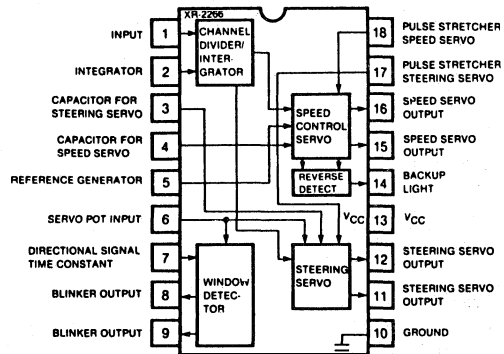 XR-2266
INPUT 1
INTEGRATOR 2
CAPACITOR FOR
STEERING SERVO 3
CAPACITOR FOR
SPEED SERVO 4
REFERENCE GENERATOR 5
SERVO POT INPUT 6
DIRECTIONAL SIGNAL
TIME CONSTANT 7
BLINKER OUTPUT 8
BLINKER OUTPUT 9
CHANNEL
DIVIDER/
INTER-
GRATOR
SPEED
CONTROL
SERVO
REVERSE
DETECT
VCC
WINDOW
DETEC-
TOR
STEERING
SERVO
18 PULSE STRETCHER
SPEED SERVO
17 PULSE STRETCHER
STEERING SERVO
16 SPEED SERVO
OUTPUT
15 SPEED SERVO
OUTPUT
14 BACKUP
LIGHT
13 VCC
12 STEERING SERVO
OUTPUT
11 STEERING SERVO
OUTPUT
10 GROUND